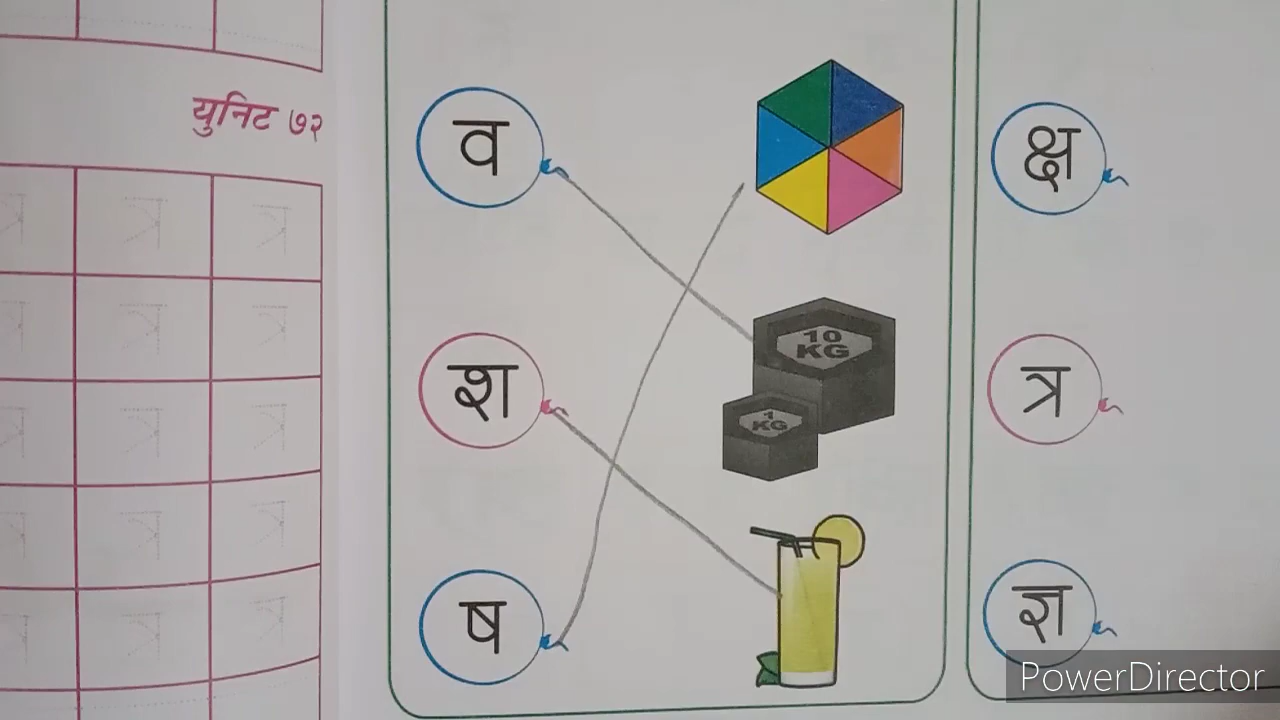 युनिट ७२
व
श
ष
10
KG
1
KG
क्ष
त्र
ज्ञ
PowerDirector